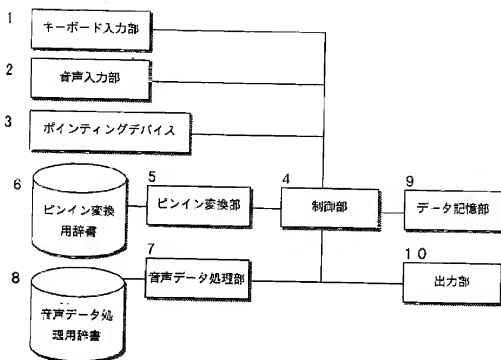 1
キーボード入力部
2
音声入力部
3
ポインティングデバイス
6
ピンイン変換
用辞書
5
ピンイン変換部
4
制御部
9
データ記憶部
8
音声データ処
理用辞書
7
音声データ処理部
10
出力部